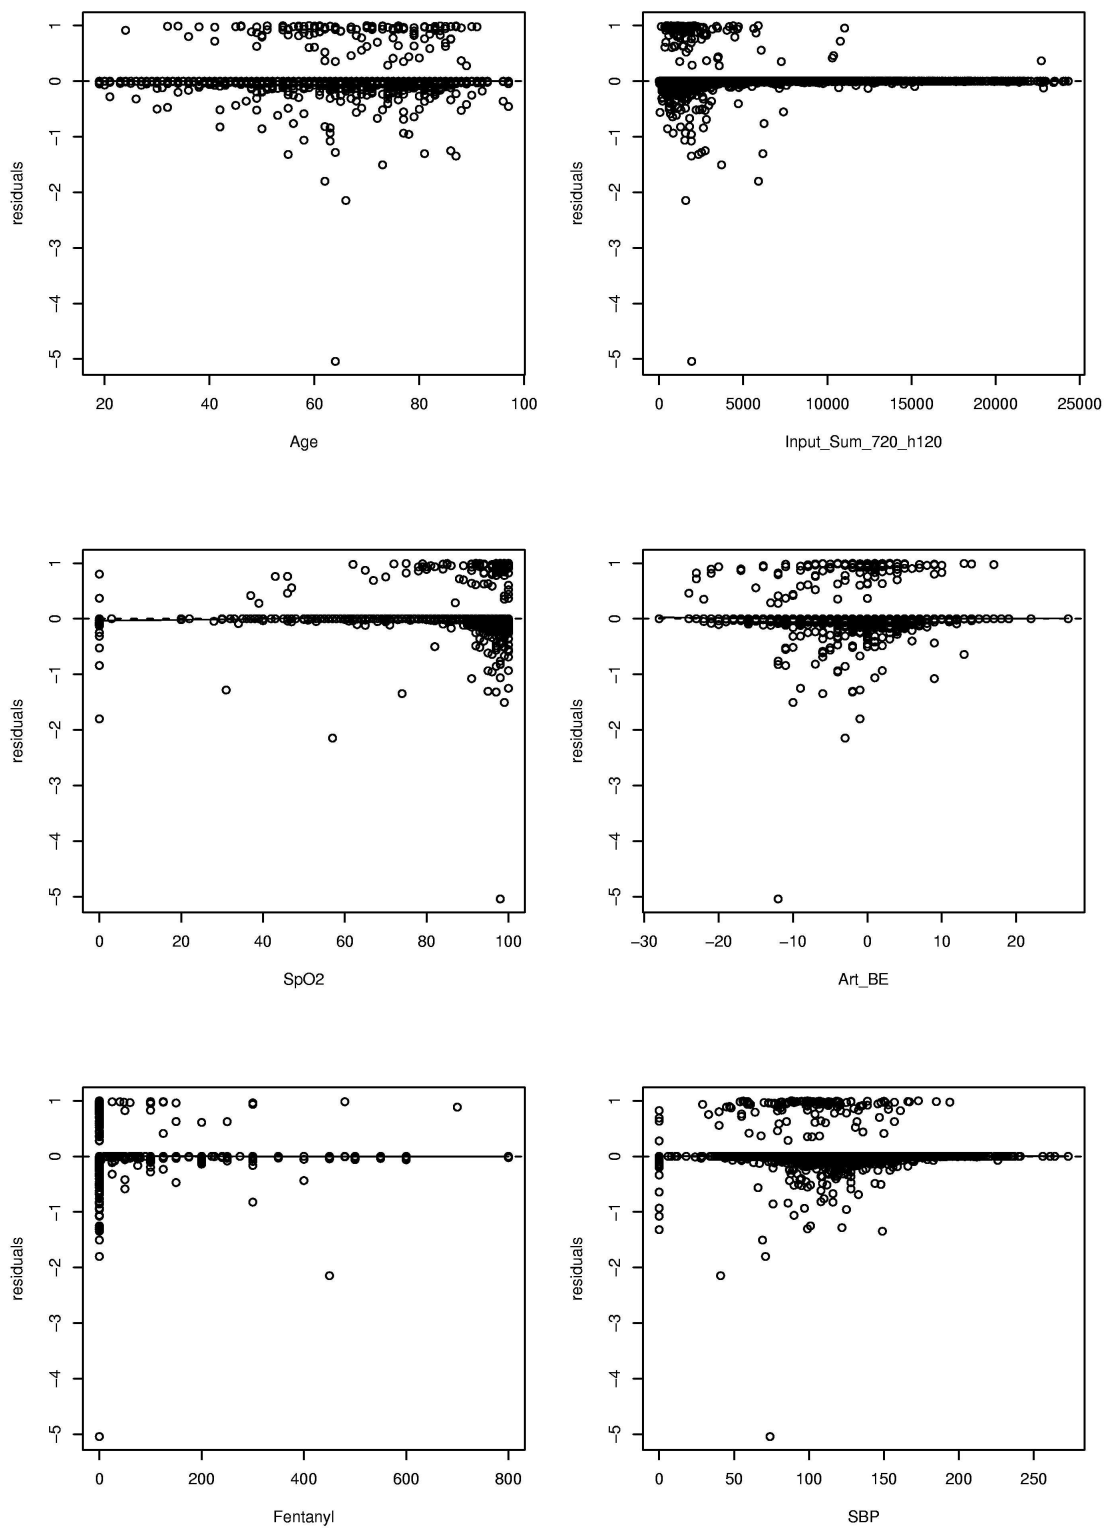 residuals
1
0
−1
−2
−3
−4
−5
20 40 60 80 100
Age
residuals
1
0
−1
−2
−3
−4
−5
0 5000 10000 15000 20000 25000
Input_Sum_720_h120
residuals
1
0
−1
−2
−3
−4
−5
0 20 40 60 80 100
SpO2
residuals
1
0
−1
−2
−3
−4
−5
−30 −20 −10 0 10 20
Art_BE
residuals
1
0
−1
−2
−3
−4
−5
0 200 400 600 800
Fentanyl
residuals
1
0
−1
−2
−3
−4
−5
0 50 100 150 200 250
SBP